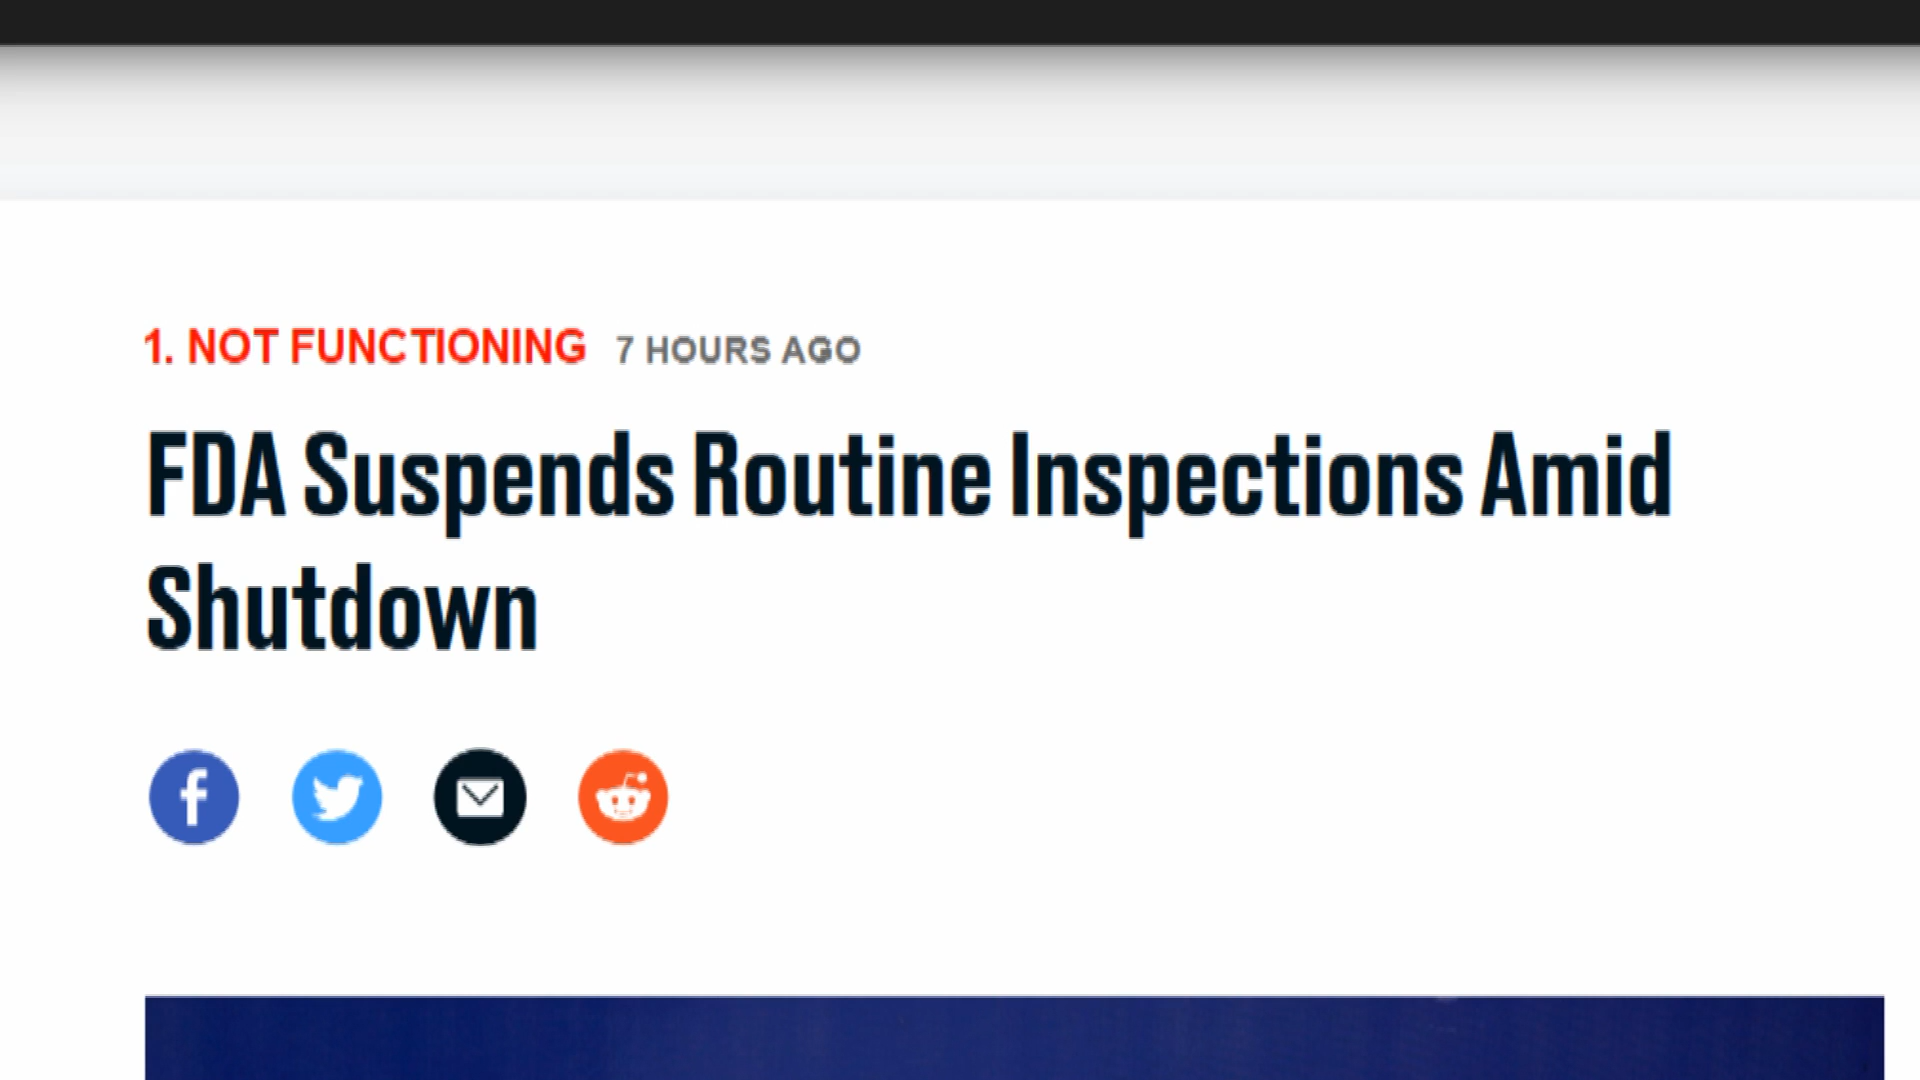 1. NOT FUNCTIONING 7 HOURS AGO
FDA Suspends Routine Inspections Amid
Shutdown